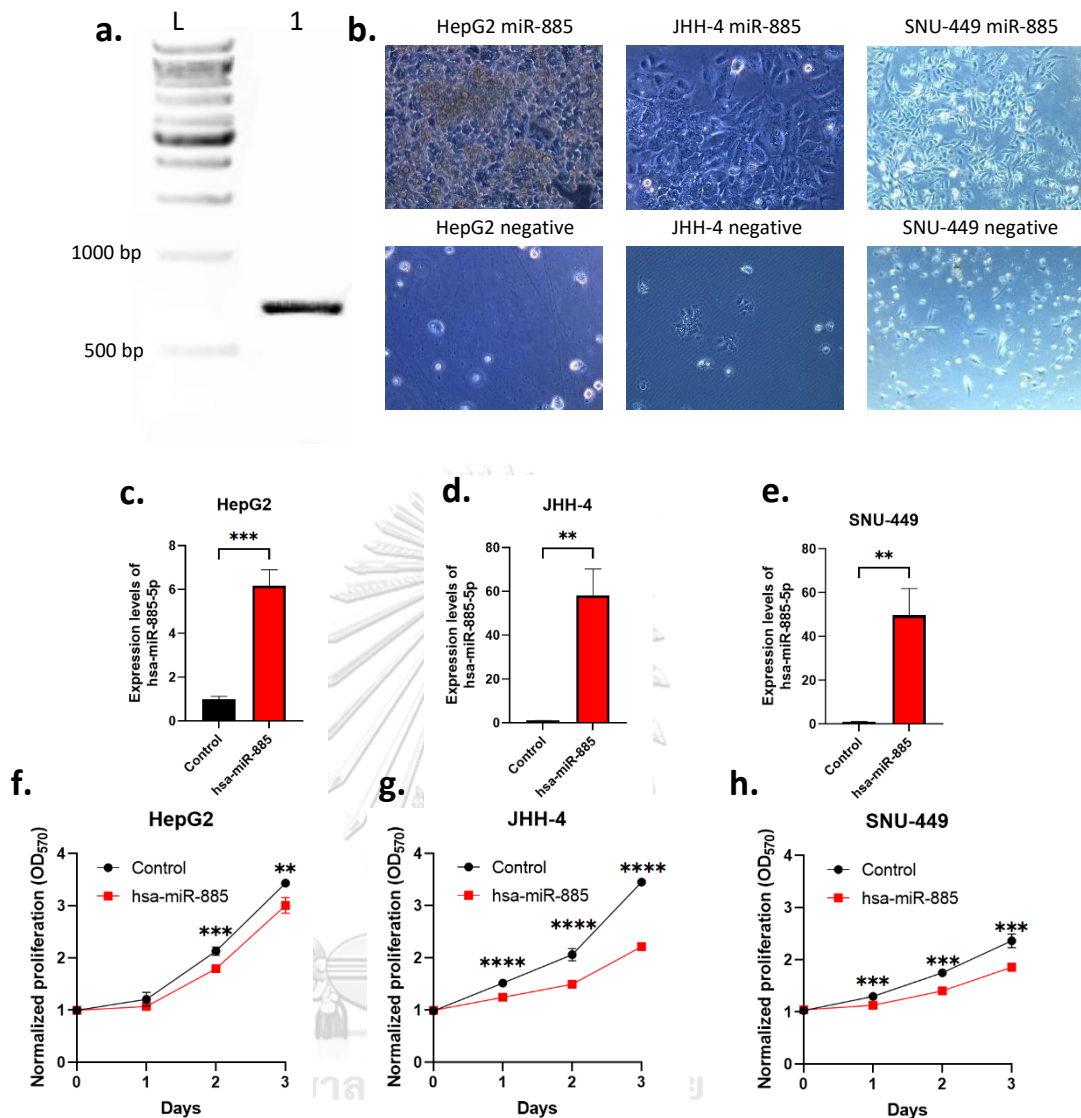 a.
L
1
1000 bp
500 bp
b.
HepG2 miR-885
JHH-4 miR-885
SNU-449 miR-885
HepG2 negative
JHH-4 negative
SNU-449 negative
c.
HepG2
Expression levels of
hsa-miR-885-5p
8
6
4
2
0
***
Control
hsa-miR-885
d.
JHH-4
Expression levels of
hsa-miR-885-5p
80
60
40
20
0
**
Control
hsa-miR-885
e.
SNU-449
Expression levels of
hsa-miR-885-5p
80
60
40
20
0
**
Control
hsa-miR-885
f.
HepG2
Normalized proliferation (OD570)
4
3
2
1
0
Control
hsa-miR-885
***
**
0
1
2
3
Days
g.
JHH-4
Normalized proliferation (OD570)
4
3
2
1
0
Control
hsa-miR-885
****
****
****
0
1
2
3
Days
h.
SNU-449
Normalized proliferation (OD570)
4
3
2
1
0
Control
hsa-miR-885
***
***
***
0
1
2
3
Days